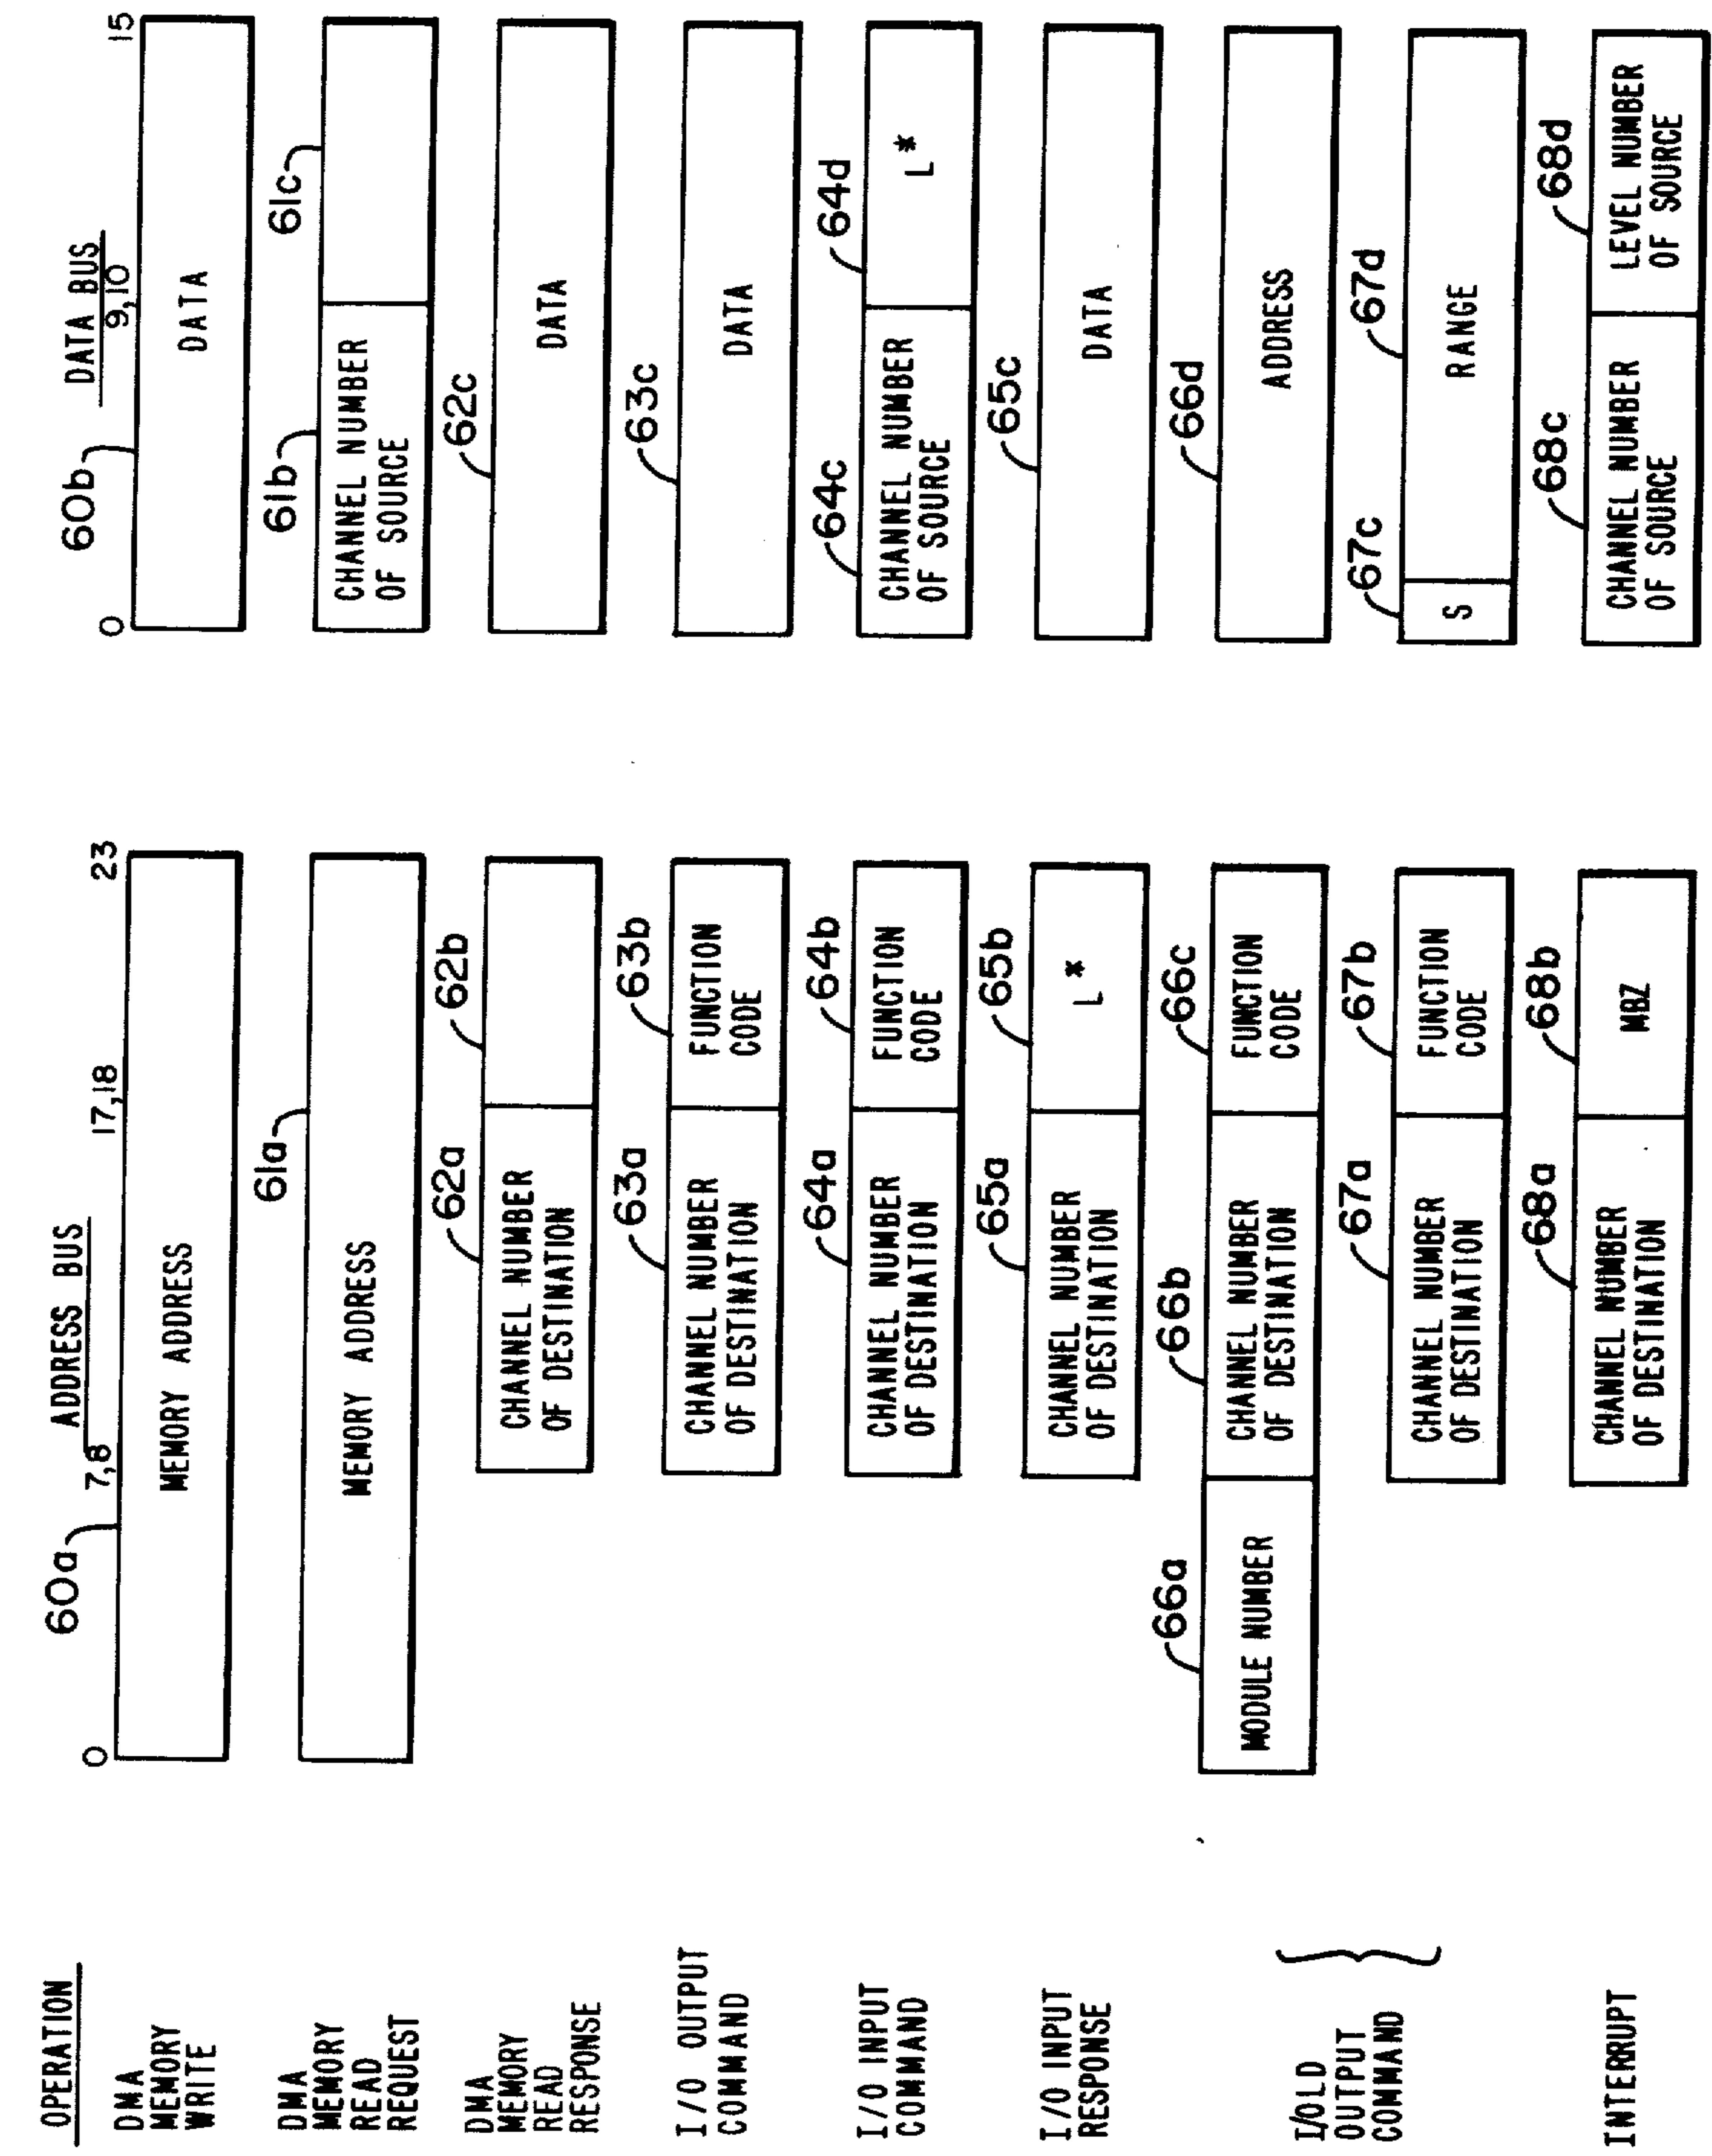 OPERATION
ADDRESS BUS
DATA BUS
60a
0
7,8
17,18
23
60b
0
9,10
15
DMA
MEMORY
WRITE
MEMORY ADDRESS
DATA
DMA
MEMORY
READ
REQUEST
61a
MEMORY ADDRESS
61b
61c
CHANNEL NUMBER
OF SOURCE
DMA
MEMORY
READ
RESPONSE
62a
62b
CHANNEL NUMBER
OF DESTINATION
62c
DATA
I/O OUTPUT
COMMAND
63a
63b
CHANNEL NUMBER
OF DESTINATION
FUNCTION
CODE
63c
DATA
I/O INPUT
COMMAND
64a
64b
CHANNEL NUMBER
OF DESTINATION
FUNCTION
CODE
64c
64d
CHANNEL NUMBER
OF SOURCE
L*
I/O INPUT
RESPONSE
65a
65b
CHANNEL NUMBER
OF DESTINATION
L*
65c
DATA
I/OLD
OUTPUT
COMMAND
66a
66b
66c
MODULE NUMBER
CHANNEL NUMBER
OF DESTINATION
FUNCTION
CODE
66d
ADDRESS
67a
67b
CHANNEL NUMBER
OF DESTINATION
FUNCTION
CODE
67c
67d
S
RANGE
INTERRUPT
68a
68b
CHANNEL NUMBER
OF DESTINATION
MBZ
68c
68d
CHANNEL NUMBER
OF SOURCE
LEVEL NUMBER
OF SOURCE